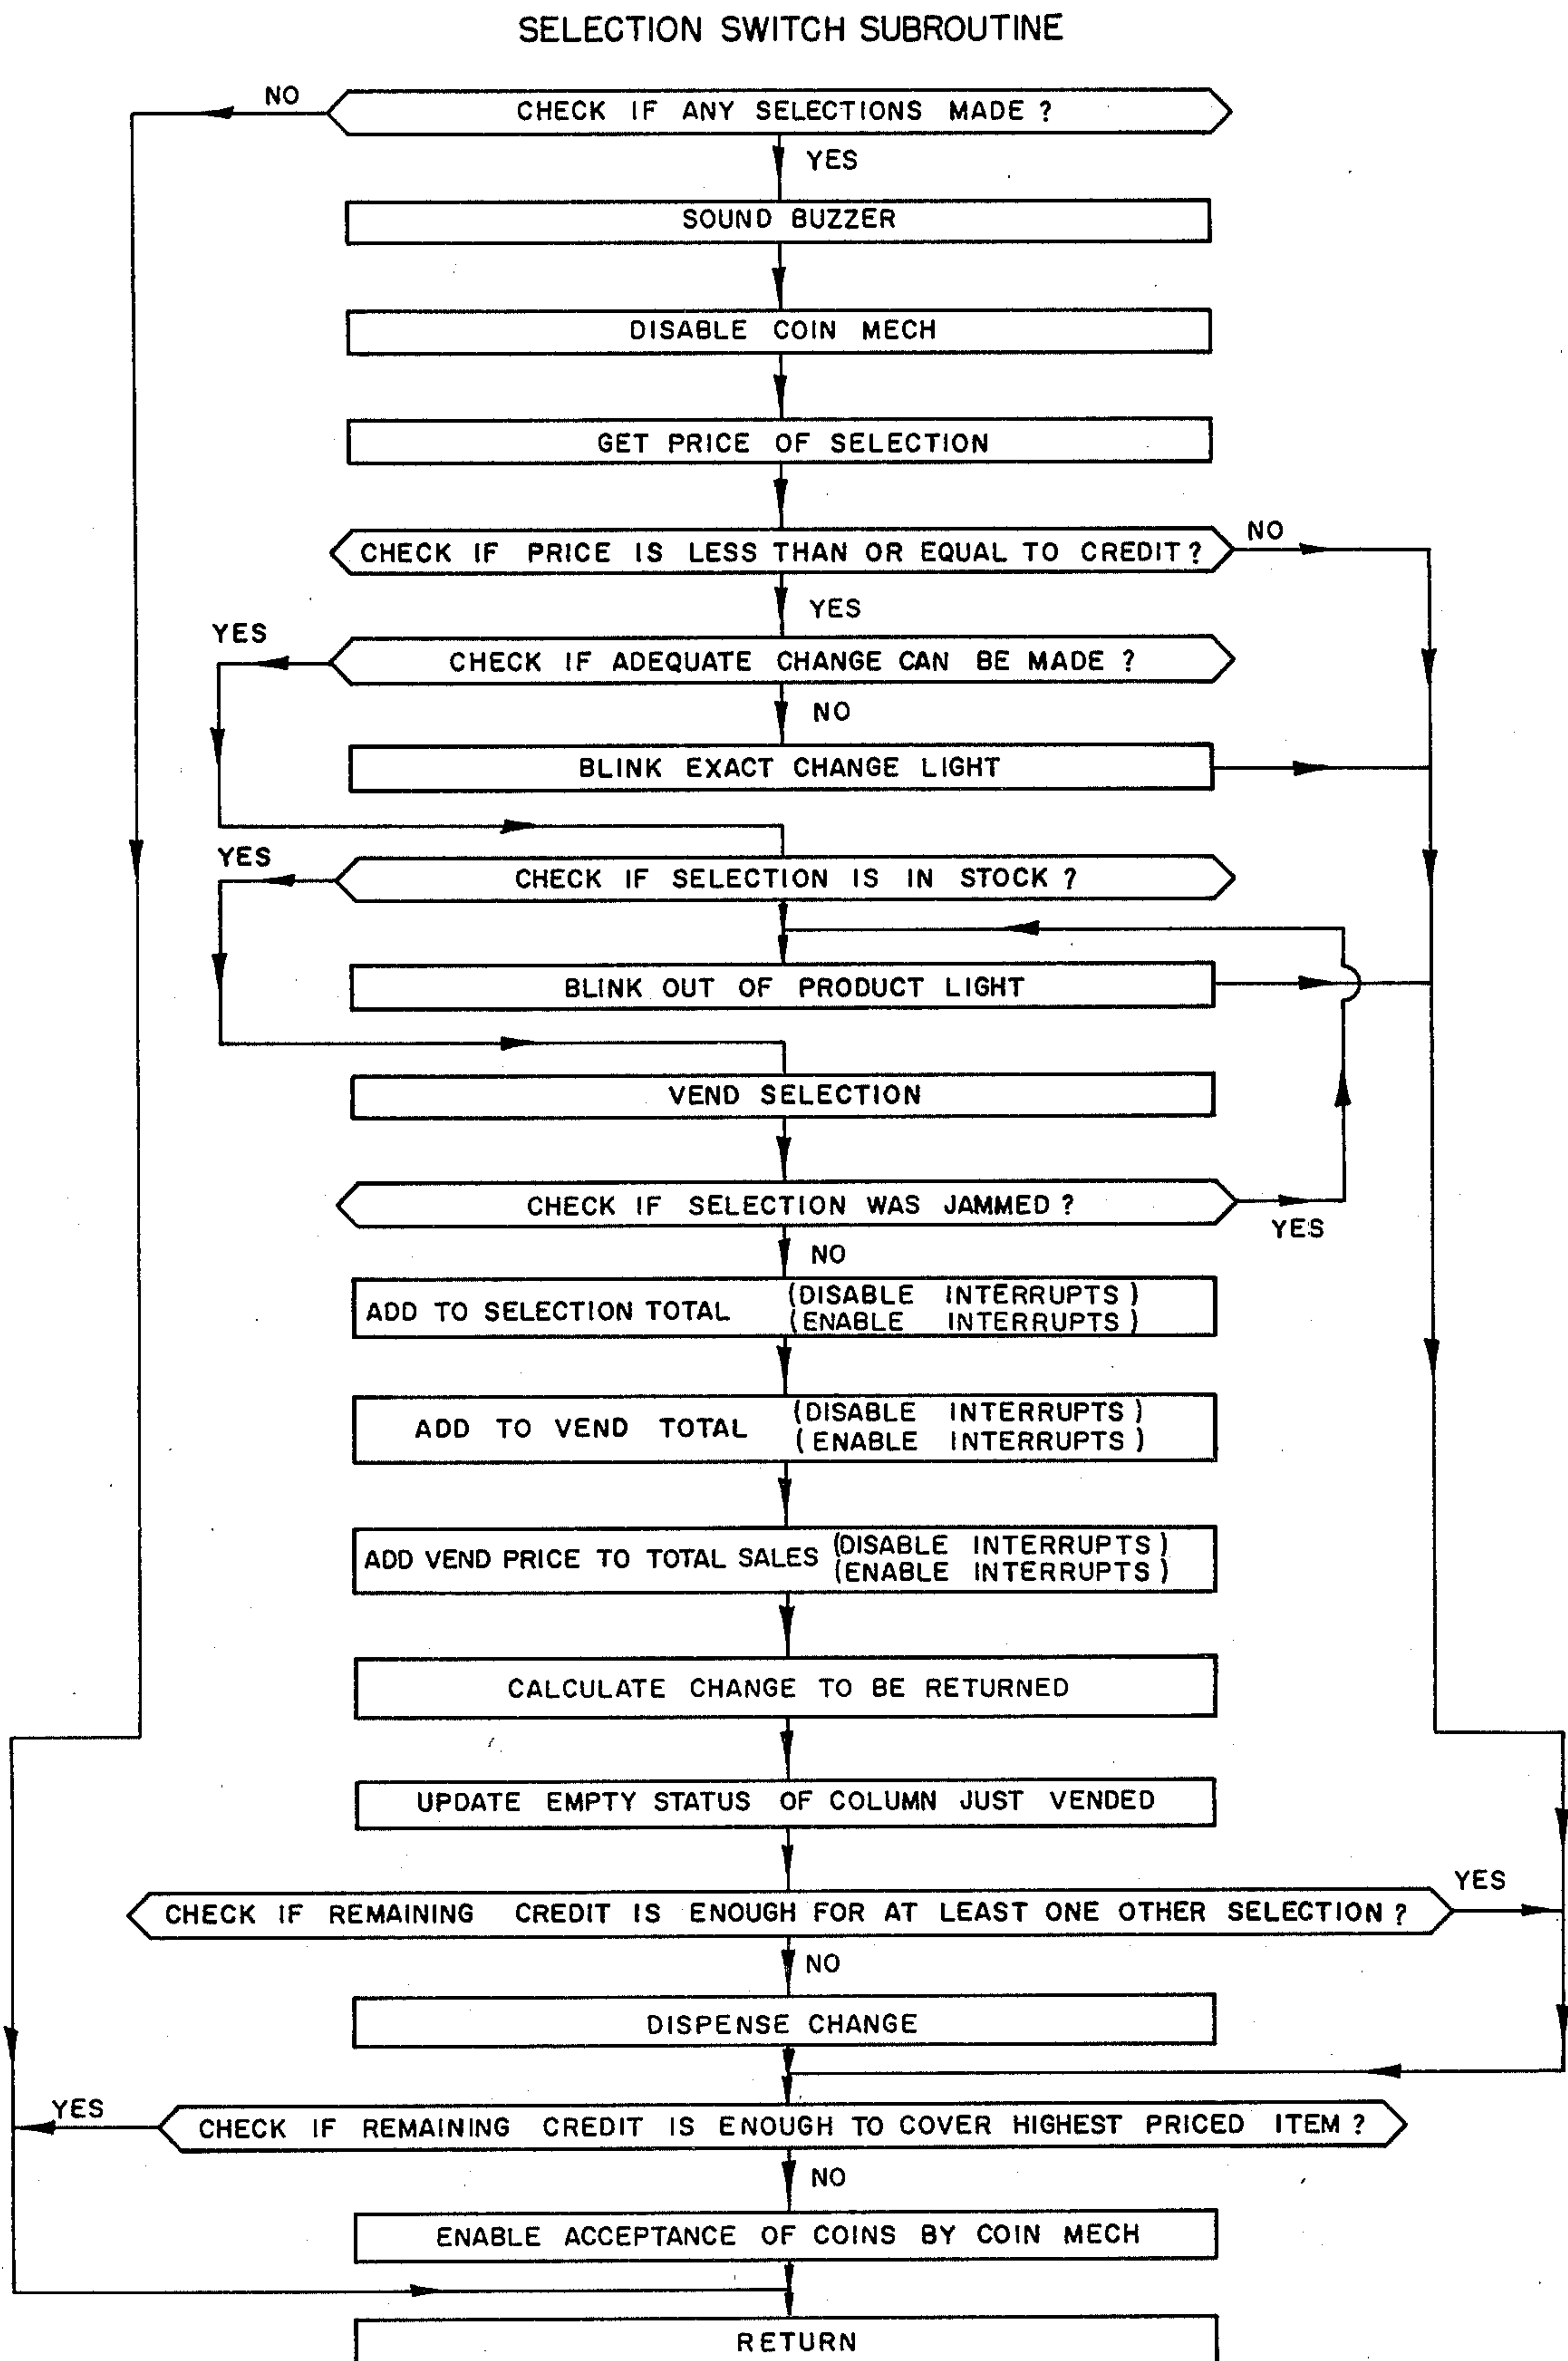 SELECTION SWITCH SUBROUTINE
NO
CHECK IF ANY SELECTIONS MADE ?
YES
SOUND BUZZER
DISABLE COIN MECH
GET PRICE OF SELECTION
CHECK IF PRICE IS LESS THAN OR EQUAL TO CREDIT ?
NO
YES
YES
CHECK IF ADEQUATE CHANGE CAN BE MADE ?
NO
BLINK EXACT CHANGE LIGHT
YES
CHECK IF SELECTION IS IN STOCK ?
BLINK OUT OF PRODUCT LIGHT
VEND SELECTION
CHECK IF SELECTION WAS JAMMED ?
YES
NO
ADD TO SELECTION TOTAL
(DISABLE INTERRUPTS)
(ENABLE INTERRUPTS)
ADD TO VEND TOTAL
(DISABLE INTERRUPTS)
(ENABLE INTERRUPTS)
ADD VEND PRICE TO TOTAL SALES
(DISABLE INTERRUPTS)
(ENABLE INTERRUPTS)
CALCULATE CHANGE TO BE RETURNED
UPDATE EMPTY STATUS OF COLUMN JUST VENDED
YES
CHECK IF REMAINING CREDIT IS ENOUGH FOR AT LEAST ONE OTHER SELECTION ?
NO
DISPENSE CHANGE
YES
CHECK IF REMAINING CREDIT IS ENOUGH TO COVER HIGHEST PRICED ITEM ?
NO
ENABLE ACCEPTANCE OF COINS BY COIN MECH
RETURN